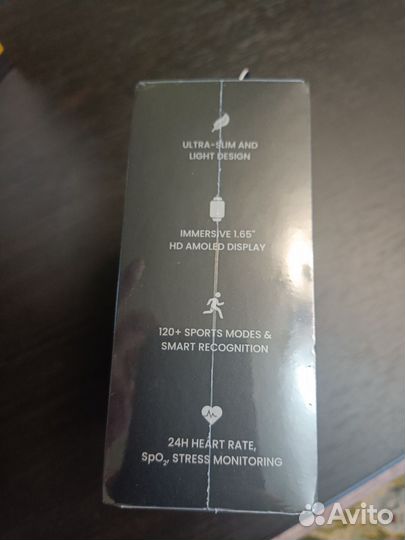 ULTRA-SLIM AND
LIGHT DESIGN
IMMERSIVE 1.65"
HD AMOLED DISPLAY
120+ SPORTS MODES &
SMART RECOGNITION
24H HEART RATE,
SpO₂, STRESS MONITORING
Avito